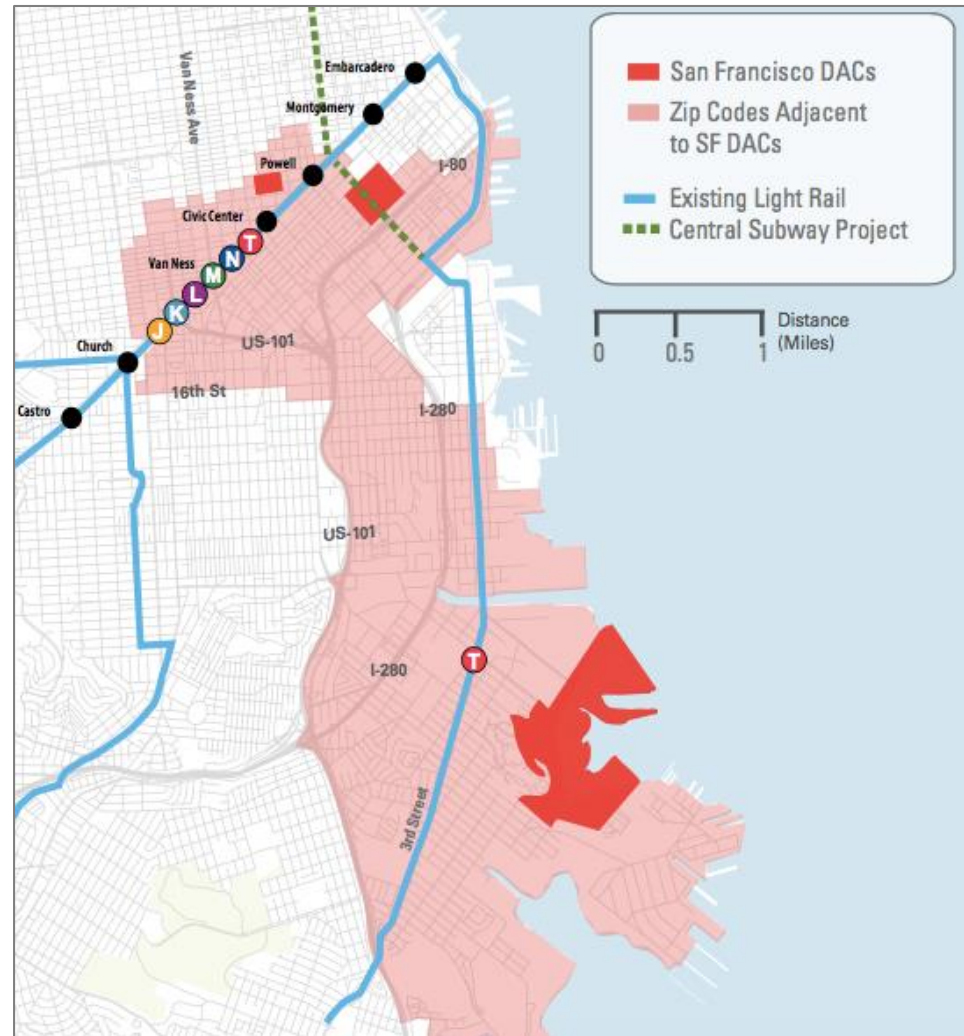 Van Ness Ave
Embarcadero
Montgomery
I-80
Powell
Civic Center
T
N
Van Ness
M
L
K
J
US-101
Church
16th St
Castro
I-280
US-101
T
I-280
3rd Street
San Francisco DACs
Zip Codes Adjacent
to SF DACs
Existing Light Rail
Central Subway Project
Distance
(Miles)
0 0.5 1